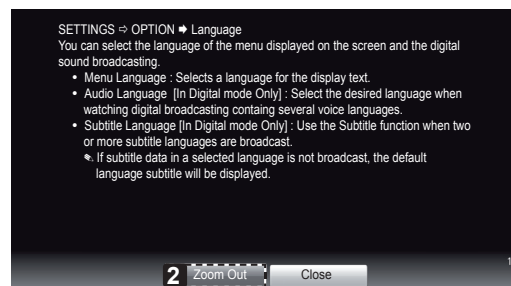 SETTINGS ⇨ OPTION ➡ Language
You can select the language of the menu displayed on the screen and the digital
sound broadcasting.
• Menu Language : Selects a language for the display text.
• Audio Language [In Digital mode Only] : Select the desired language when
watching digital broadcasting containg several voice languages.
• Subtitle Language [In Digital mode Only] : Use the Subtitle function when two
or more subtitle languages are broadcast.
✎ If subtitle data in a selected language is not broadcast, the default
language subtitle will be displayed.
1
2 Zoom Out Close